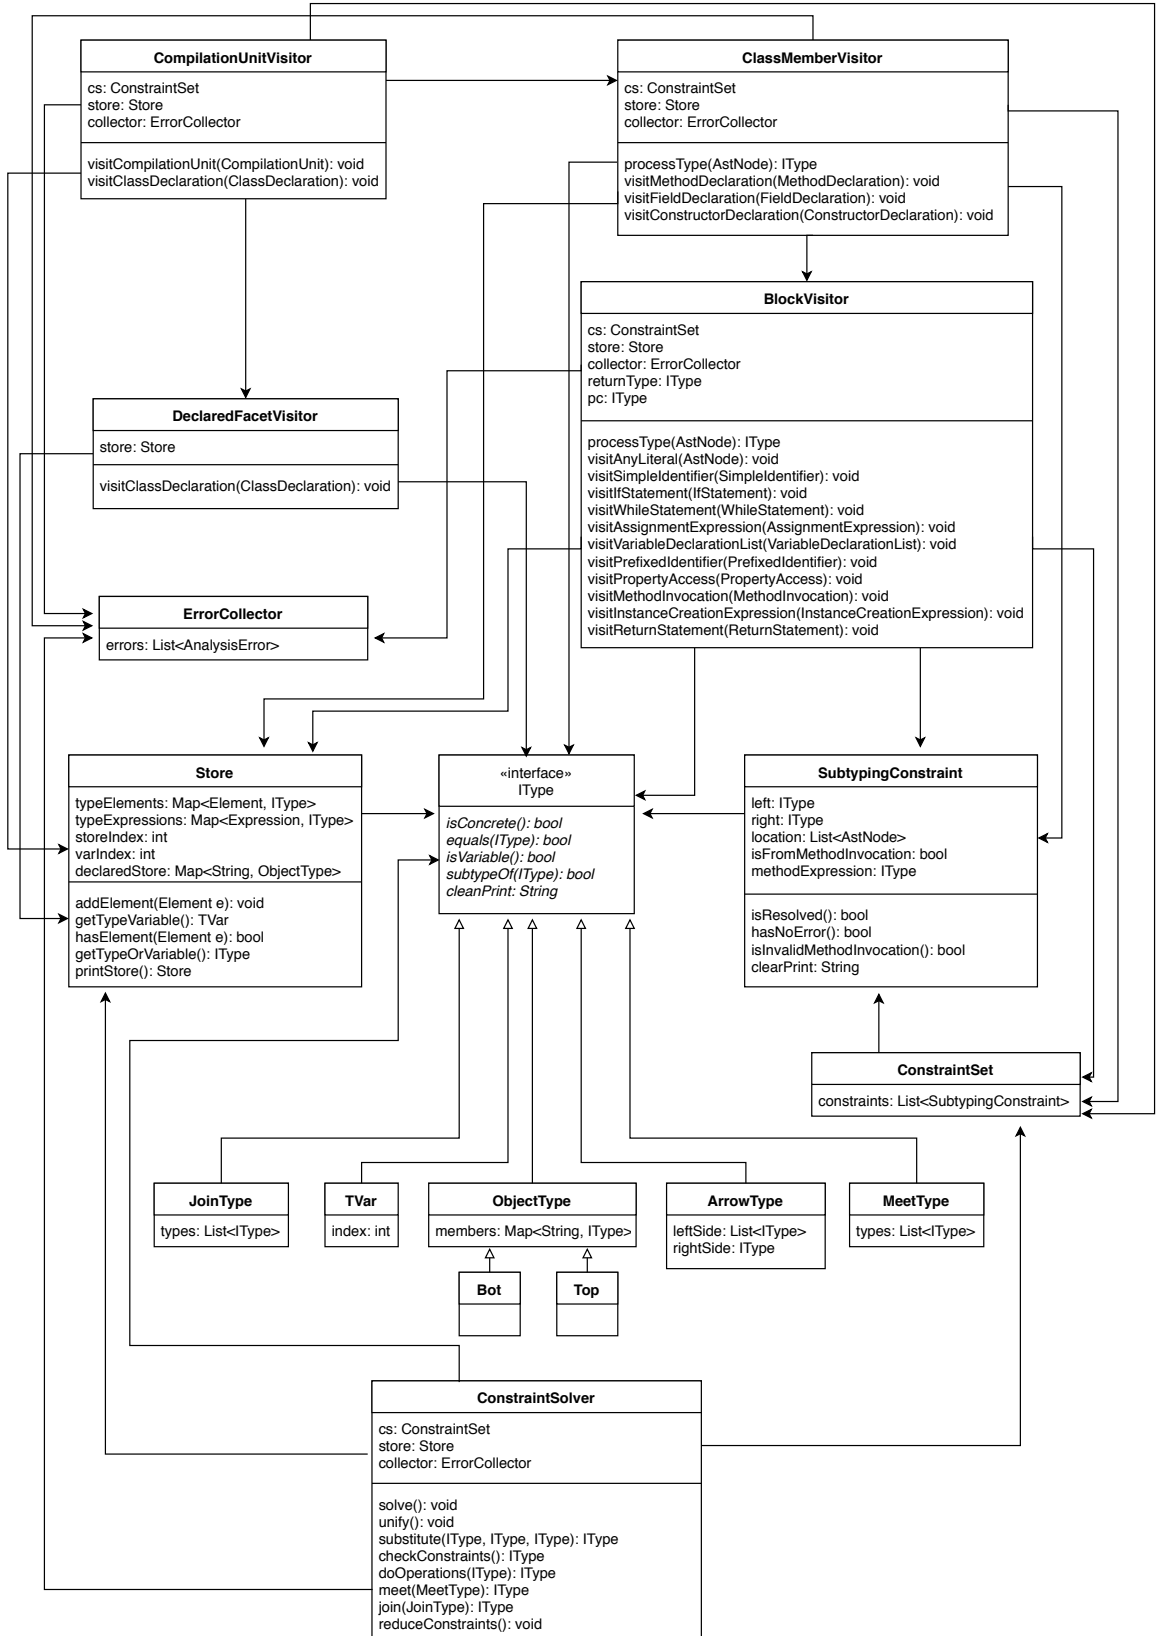 CompilationUnitVisitor
cs: ConstraintSet
store: Store
collector: ErrorCollector
visitCompilationUnit(CompilationUnit): void
visitClassDeclaration(ClassDeclaration): void
ClassMemberVisitor
cs: ConstraintSet
store: Store
collector: ErrorCollector
processType(AstNode): IType
visitMethodDeclaration(MethodDeclaration): void
visitFieldDeclaration(FieldDeclaration): void
visitConstructorDeclaration(ConstructorDeclaration): void
BlockVisitor
cs: ConstraintSet
store: Store
collector: ErrorCollector
returnType: IType
pc: IType
processType(AstNode): IType
visitAnyLiteral(AstNode): void
visitSimpleIdentifier(SimpleIdentifier): void
visitIfStatement(IfStatement): void
visitWhileStatement(WhileStatement): void
visitAssignmentExpression(AssignmentExpression): void
visitVariableDeclarationList(VariableDeclarationList): void
visitPrefixedIdentifier(PrefixedIdentifier): void
visitPropertyAccess(PropertyAccess): void
visitMethodInvocation(MethodInvocation): void
visitInstanceCreationExpression(InstanceCreationExpression): void
visitReturnStatement(ReturnStatement): void
DeclaredFacetVisitor
store: Store
visitClassDeclaration(ClassDeclaration): void
ErrorCollector
errors: List<AnalysisError>
Store
typeElements: Map<Element, IType>
typeExpressions: Map<Expression, IType>
storeIndex: int
varIndex: int
declaredStore: Map<String, ObjectType>
addElement(Element e): void
getTypeVariable(): TVar
hasElement(Element e): bool
getTypeOrVariable(): IType
printStore(): Store
«interface»
IType
isConcrete(): bool
equals(IType): bool
isVariable(): bool
subtypeOf(IType): bool
cleanPrint: String
SubtypingConstraint
left: IType
right: IType
location: List<AstNode>
isFromMethodInvocation: bool
methodExpression: IType
isResolved(): bool
hasNoError(): bool
isInvalidMethodInvocation(): bool
clearPrint: String
ConstraintSet
constraints: List<SubtypingConstraint>
JoinType
types: List<IType>
TVar
index: int
ObjectType
members: Map<String, IType>
ArrowType
leftSide: List<IType>
rightSide: IType
MeetType
types: List<IType>
Bot
Top
ConstraintSolver
cs: ConstraintSet
store: Store
collector: ErrorCollector
solve(): void
unify(): void
substitute(IType, IType, IType): IType
checkConstraints(): IType
doOperations(IType): IType
meet(MeetType): IType
join(JoinType): IType
reduceConstraints(): void